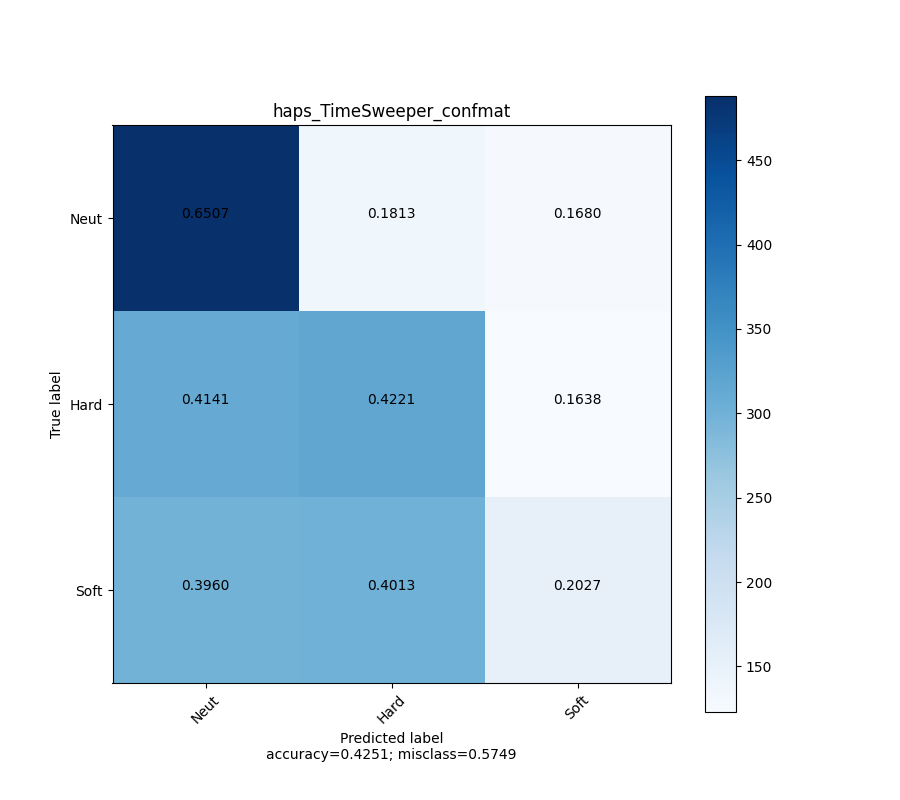 haps_TimeSweeper_confmat
450
400
350
300
250
200
150
True label
Neut
0.6507
0.1813
0.1680
Hard
0.4141
0.4221
0.1638
Soft
0.3960
0.4013
0.2027
Neut
Hard
Soft
Predicted label
accuracy=0.4251; misclass=0.5749